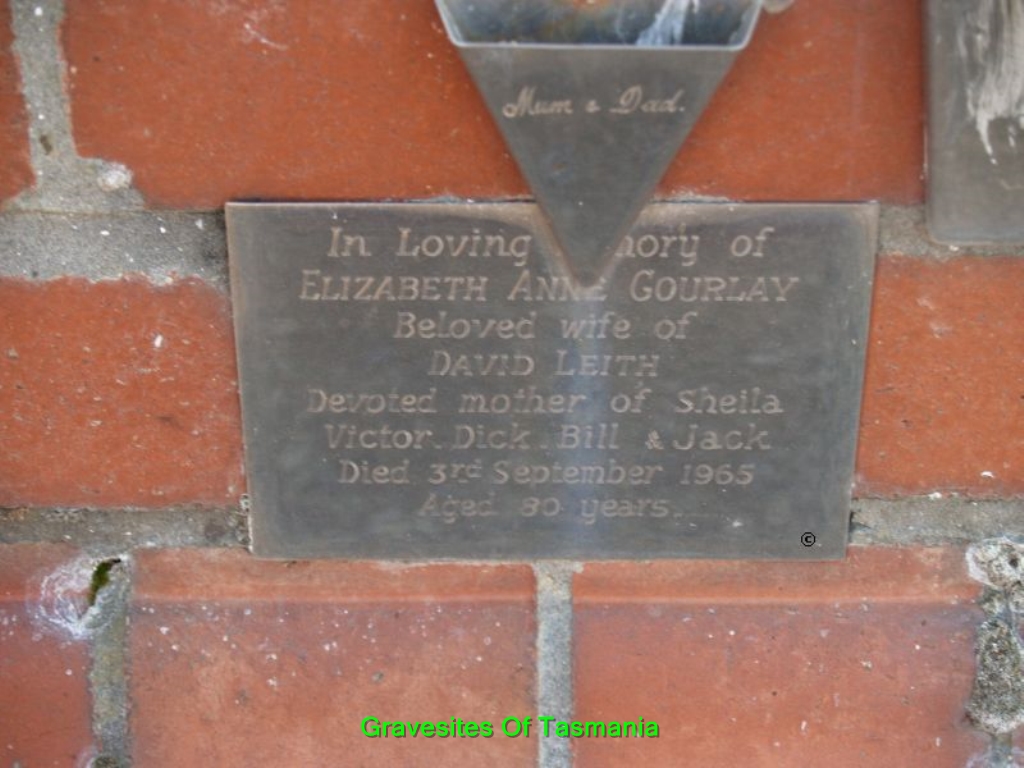 Mum & Dad.
In Loving mory of
ELIZABETH ANNE GOURLAY
Beloved wife of
DAVID LEITH
Devoted mother of Sheila
Victor. Dick. Bill & Jack
Died 3rd September 1965
Aged 80 years.
©
Gravesites Of Tasmania